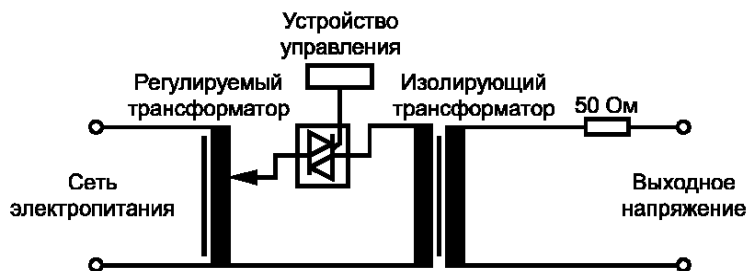 Устройство
управления
Регулируемый
трансформатор
Изолирующий
трансформатор
50 Ом
Сеть
электропитания
Выходное
напряжение